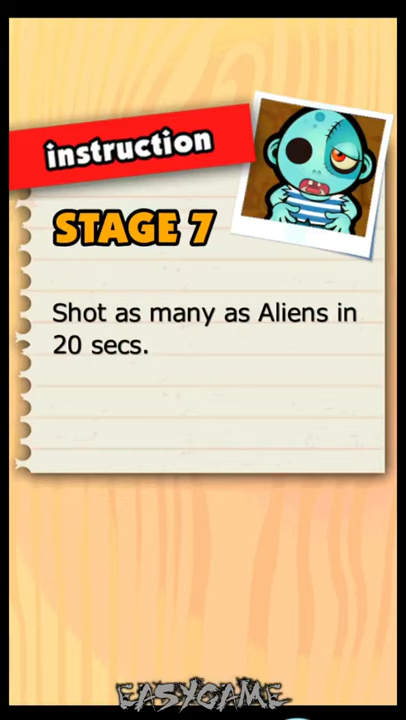 instruction
STAGE 7
Shot as many as Aliens in
20 secs.
EASYGAME